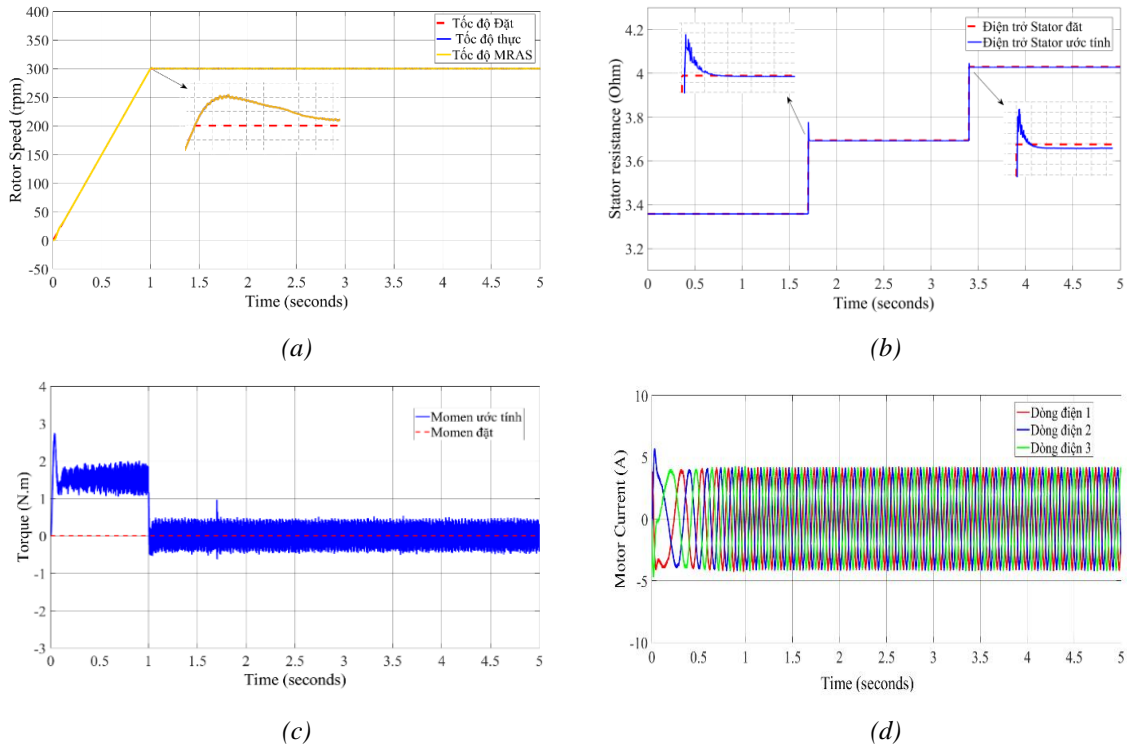 400
350
300
250
200
150
100
50
0
-50
Rotor Speed (rpm)
Tốc độ Đặt
Tốc độ thực
Tốc độ MRAS
0 0.5 1 1.5 2 2.5 3 3.5 4 4.5 5
Time (seconds)
(a)
4.2
4
3.8
3.6
3.4
3.2
Stator resistance (Ohm)
Điện trở Stator đăt
Điện trở Stator ước tính
0 0.5 1 1.5 2 2.5 3 3.5 4 4.5 5
Time (seconds)
(b)
4
3
2
1
0
-1
-2
-3
Torque (N.m)
Momen ước tính
Momen đặt
0 0.5 1 1.5 2 2.5 3 3.5 4 4.5 5
Time (seconds)
(c)
10
5
0
-5
-10
Motor Current (A)
Dòng điện 1
Dòng điện 2
Dòng điện 3
0 0.5 1 1.5 2 2.5 3 3.5 4 4.5 5
Time (seconds)
(d)